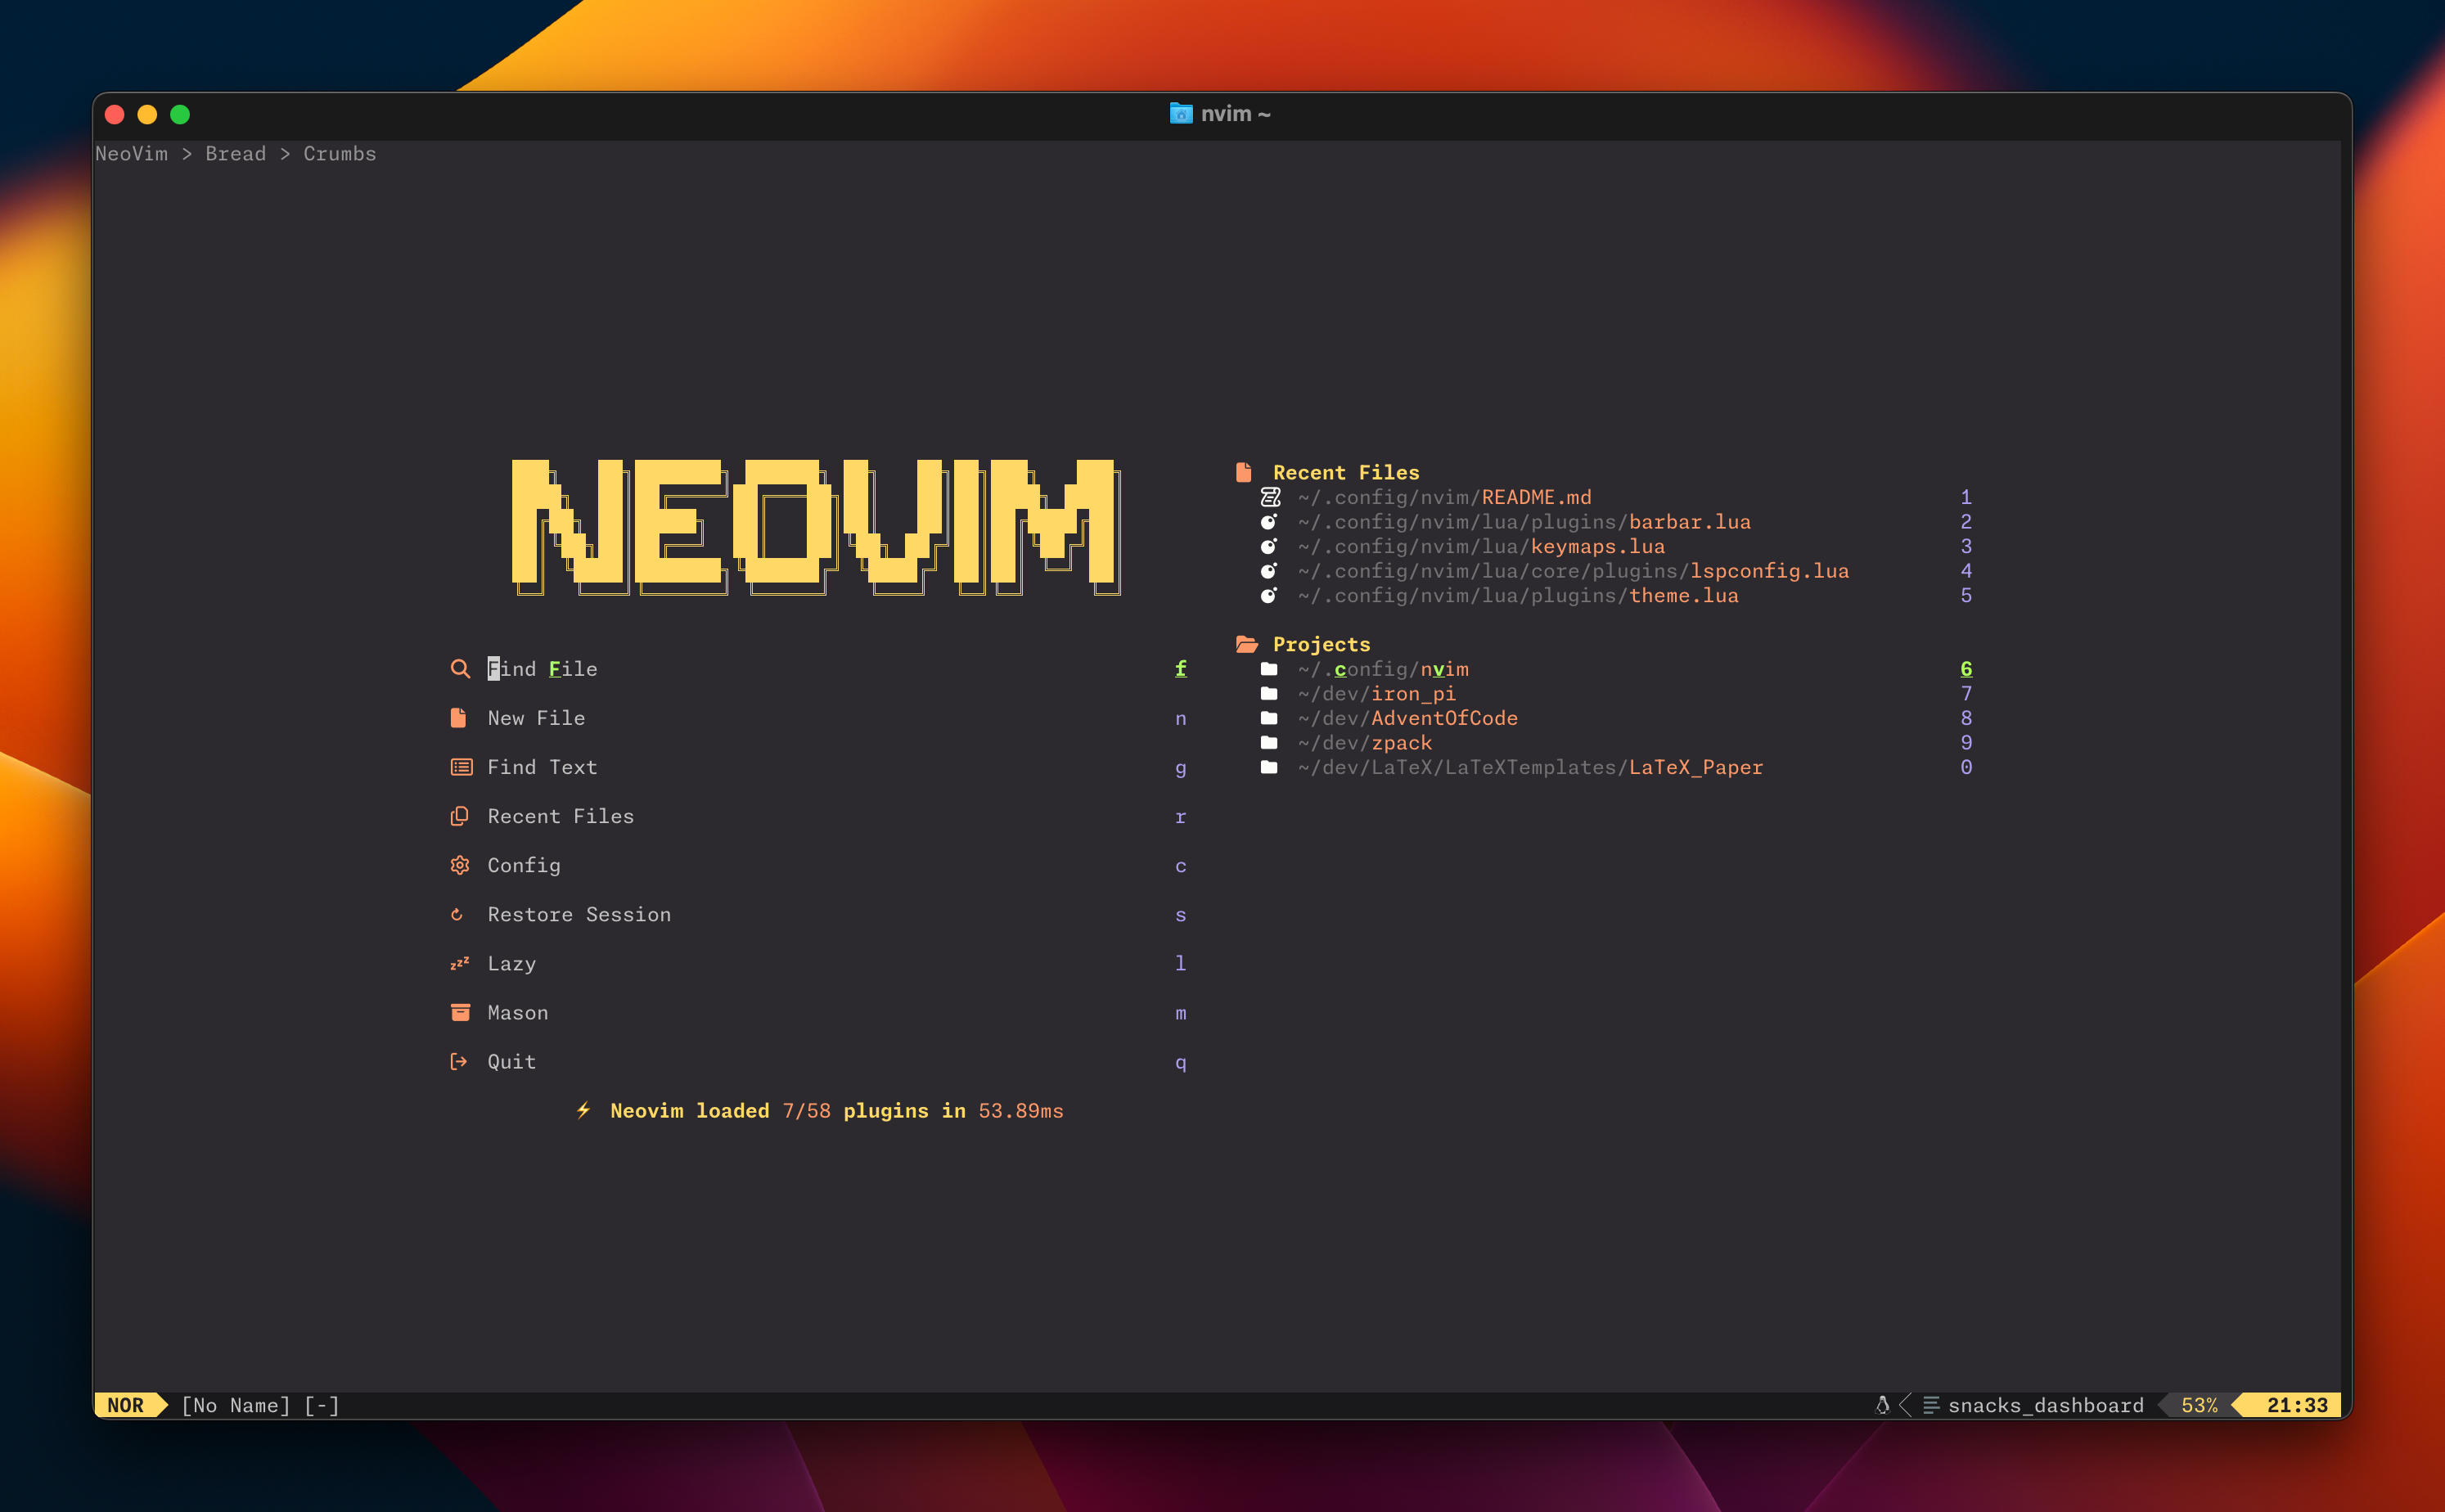 nvim ~
NeoVim > Bread > Crumbs
NEOVIM
Find File f
New File n
Find Text g
Recent Files r
Config c
Restore Session s
Lazy l
Mason m
Quit q
⚡ Neovim loaded 7/58 plugins in 53.89ms
Recent Files
~/.config/nvim/README.md 1
~/.config/nvim/lua/plugins/barbar.lua 2
~/.config/nvim/lua/keymaps.lua 3
~/.config/nvim/lua/core/plugins/lspconfig.lua 4
~/.config/nvim/lua/plugins/theme.lua 5
Projects
~/.config/nvim 6
~/dev/iron_pi 7
~/dev/AdventOfCode 8
~/dev/zpack 9
~/dev/LaTeX/LaTeXTemplates/LaTeX_Paper 0
NOR [No Name] [-] snacks_dashboard 53% 21:33